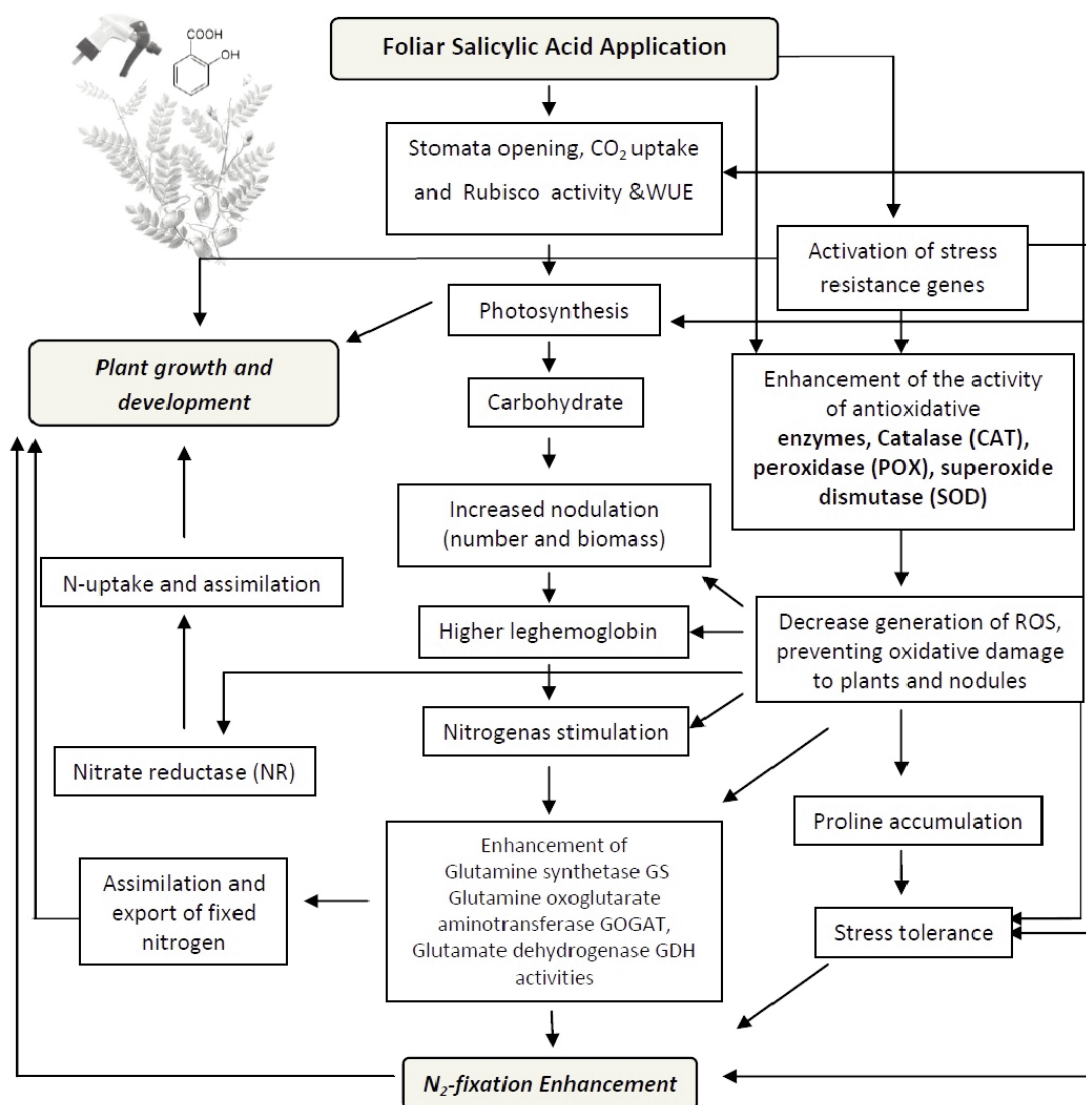 COOH
OH
Foliar Salicylic Acid Application
Stomata opening, CO₂ uptake
and Rubisco activity &WUE
Activation of stress
resistance genes
Photosynthesis
Plant growth and
development
Enhancement of the activity
of antioxidative
enzymes, Catalase (CAT),
peroxidase (POX), superoxide
dismutase (SOD)
Carbohydrate
Increased nodulation
(number and biomass)
N-uptake and assimilation
Higher leghemoglobin
Decrease generation of ROS,
preventing oxidative damage
to plants and nodules
Nitrogenas stimulation
Nitrate reductase (NR)
Proline accumulation
Enhancement of
Glutamine synthetase GS
Glutamine oxoglutarate
aminotransferase GOGAT,
Glutamate dehydrogenase GDH
activities
Assimilation and
export of fixed
nitrogen
Stress tolerance
N₂-fixation Enhancement